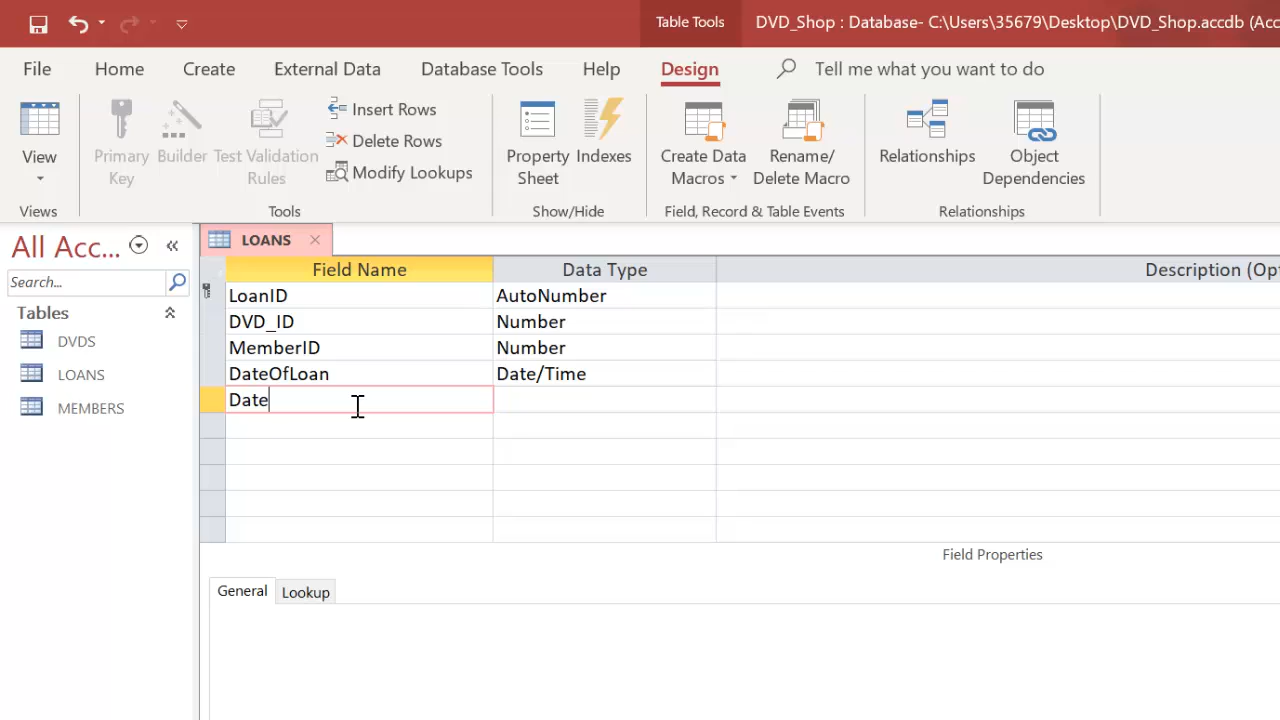 Table Tools
DVD_Shop : Database- C:\Users\35679\Desktop\DVD_Shop.accdb (Acc
File Home Create External Data Database Tools Help Design Tell me what you want to do
View
Primary Key
Builder
Test Validation Rules
Insert Rows
Delete Rows
Modify Lookups
Property Sheet
Indexes
Create Data Macros
Rename/ Delete Macro
Relationships
Object Dependencies
Views
Tools
Show/Hide
Field, Record & Table Events
Relationships
All Acc...
Search...
Tables
DVDS
LOANS
MEMBERS
LOANS
Field Name Data Type Description (Op
LoanID AutoNumber
DVD_ID Number
MemberID Number
DateOfLoan Date/Time
Date
Field Properties
General Lookup